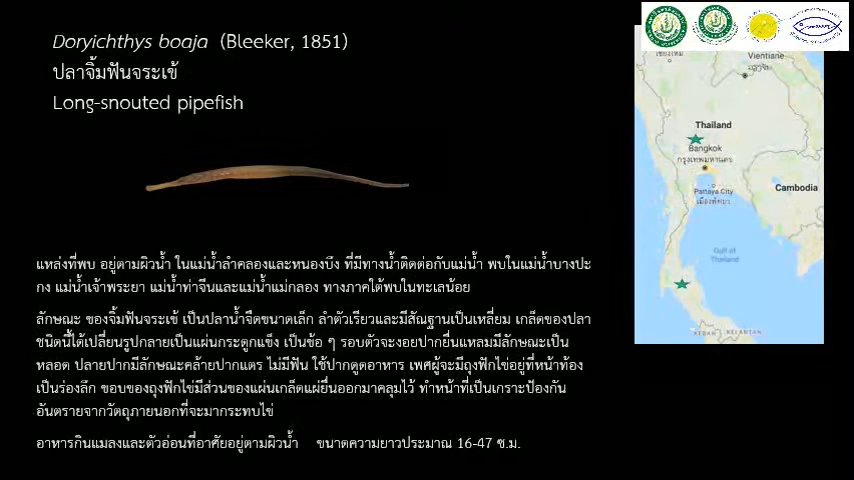 Doryichthys boaja (Bleeker, 1851)
ปลาจิ้มฟันจระเข้
Long-snouted pipefish
แหล่งที่พบ อยู่ตามผิวน้ำ ในแม่น้ำลำคลองและหนองบึง ที่มีทางน้ำติดต่อกับแม่น้ำ พบในแม่น้ำบางปะ
กง แม่น้ำเจ้าพระยา แม่น้ำท่าจีนและแม่น้ำแม่กลอง ทางภาคใต้พบในทะเลน้อย
ลักษณะ ของจิ้มฟันจระเข้ เป็นปลาน้ำจืดขนาดเล็ก ลำตัวเรียวและมีสัณฐานเป็นเหลี่ยม เกล็ดของปลา
ชนิดนี้ได้เปลี่ยนรูปกลายเป็นแผ่นกระดูกแข็ง เป็นข้อ ๆ รอบตัวจะงอยปากยื่นแหลมมีลักษณะเป็น
หลอด ปลายปากมีลักษณะคล้ายปากแตร ไม่มีฟัน ใช้ปากดูดอาหาร เพศผู้จะมีถุงฟักไข่อยู่ที่หน้าท้อง
เป็นร่องลึก ขอบของถุงฟักไข่มีส่วนของแผ่นเกล็ดแผ่ยื่นออกมาคลุมไว้ ทำหน้าที่เป็นเกราะป้องกัน
อันตรายจากวัตถุภายนอกที่จะมากระทบไข่
อาหารกินแมลงและตัวอ่อนที่อาศัยอยู่ตามผิวน้ำ ขนาดความยาวประมาณ 16-47 ซ.ม.
Vientiane
ວຽງຈັນ
เชียงใหม่
Thailand
Bangkok
กรุงเทพมหานคร
Pattaya City
เมืองพัทยา
Cambodia
Gulf of
Thailand
KEDAH
KELANTAN